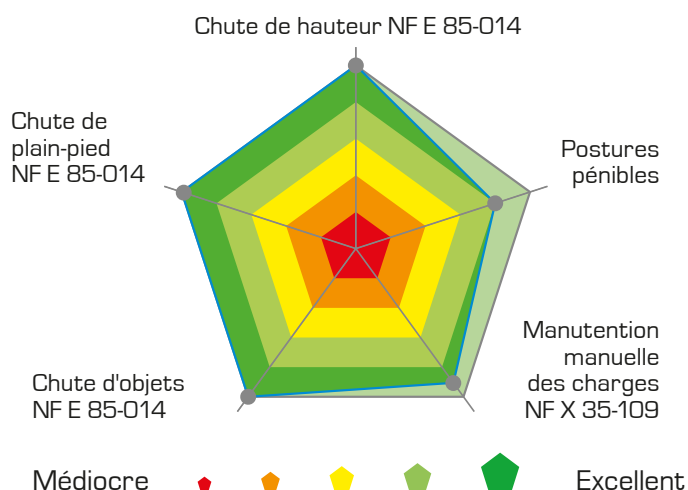 Chute de hauteur NF E 85-014
Chute de
plain-pied
NF E 85-014
Postures
pénibles
Manutention
manuelle
des charges
NF X 35-109
Chute d'objets
NF E 85-014
Médiocre
Excellent